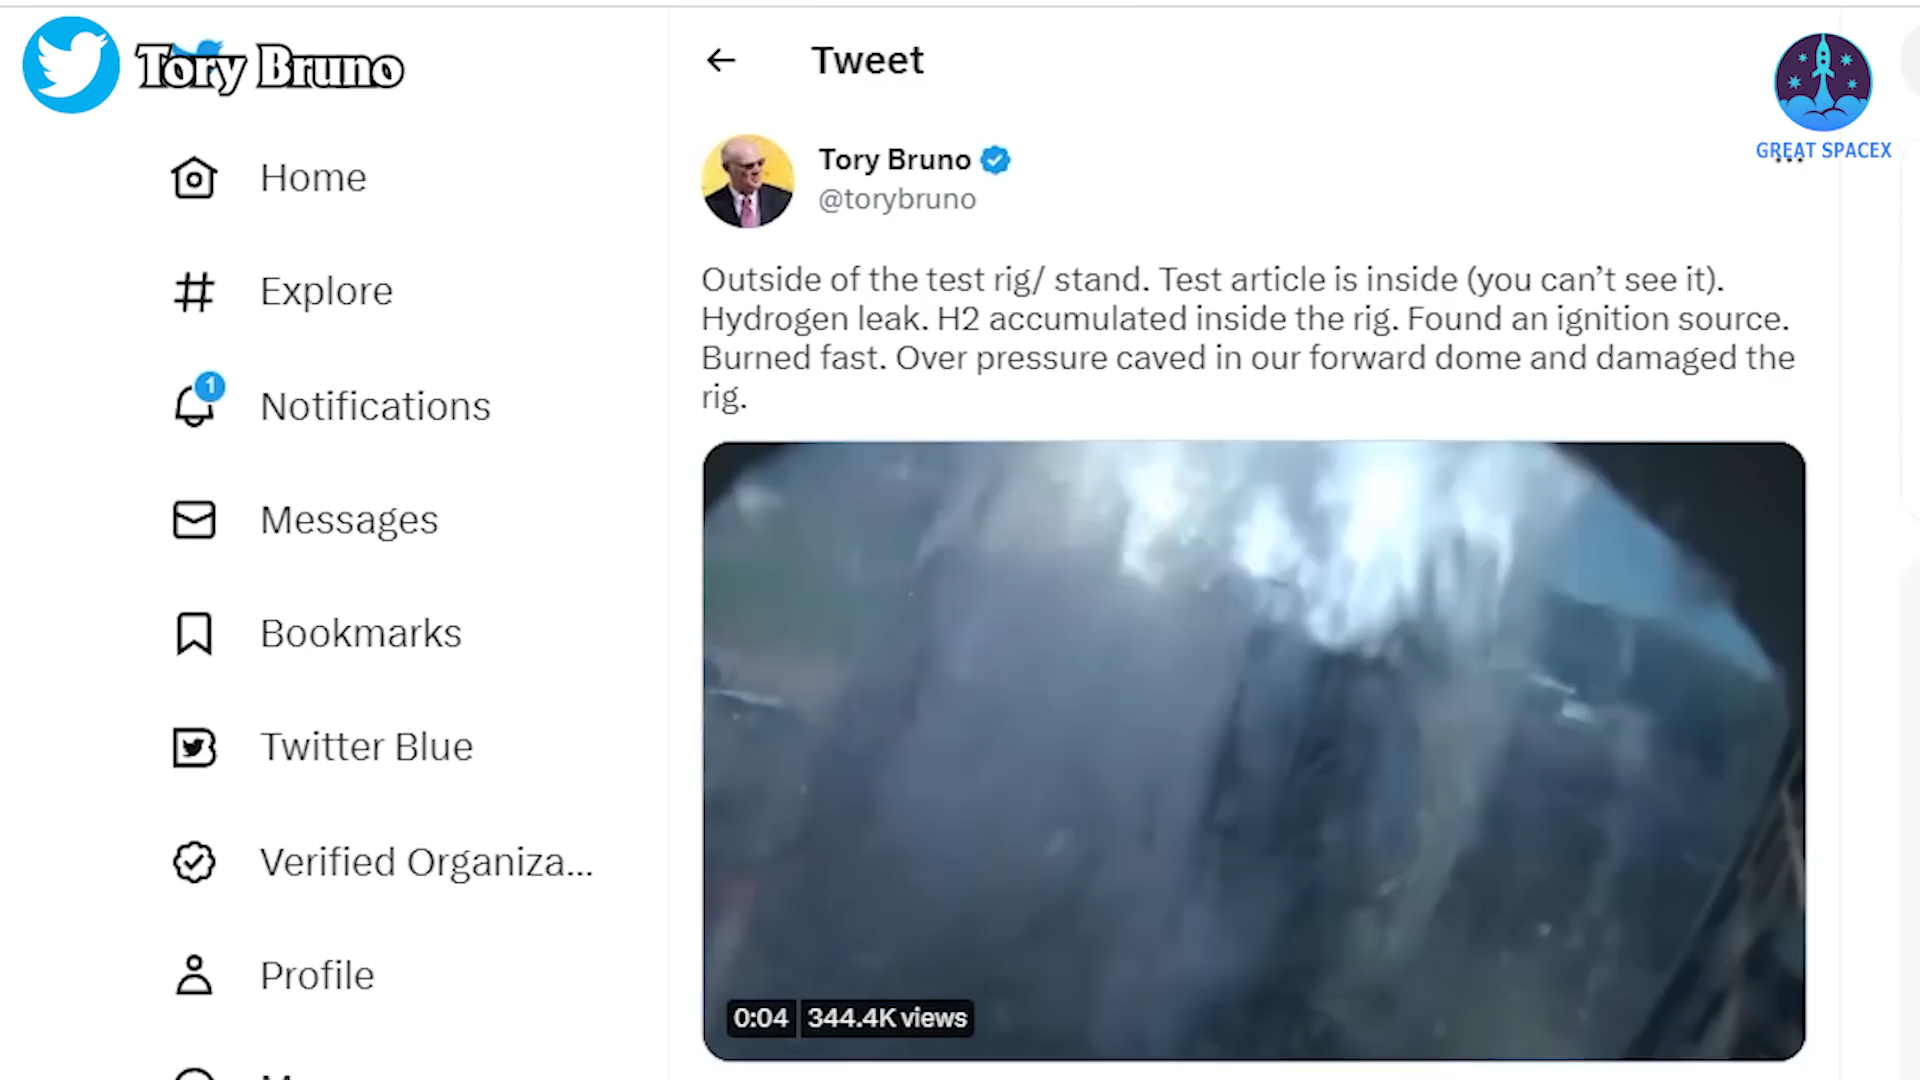 Tory Bruno
Tweet
GREAT SPACEX
Tory Bruno
@torybruno
Home
Explore
1
Notifications
Messages
Bookmarks
Twitter Blue
Verified Organiza...
Profile
Outside of the test rig/ stand. Test article is inside (you can’t see it).
Hydrogen leak. H2 accumulated inside the rig. Found an ignition source.
Burned fast. Over pressure caved in our forward dome and damaged the
rig.
0:04 344.4K views